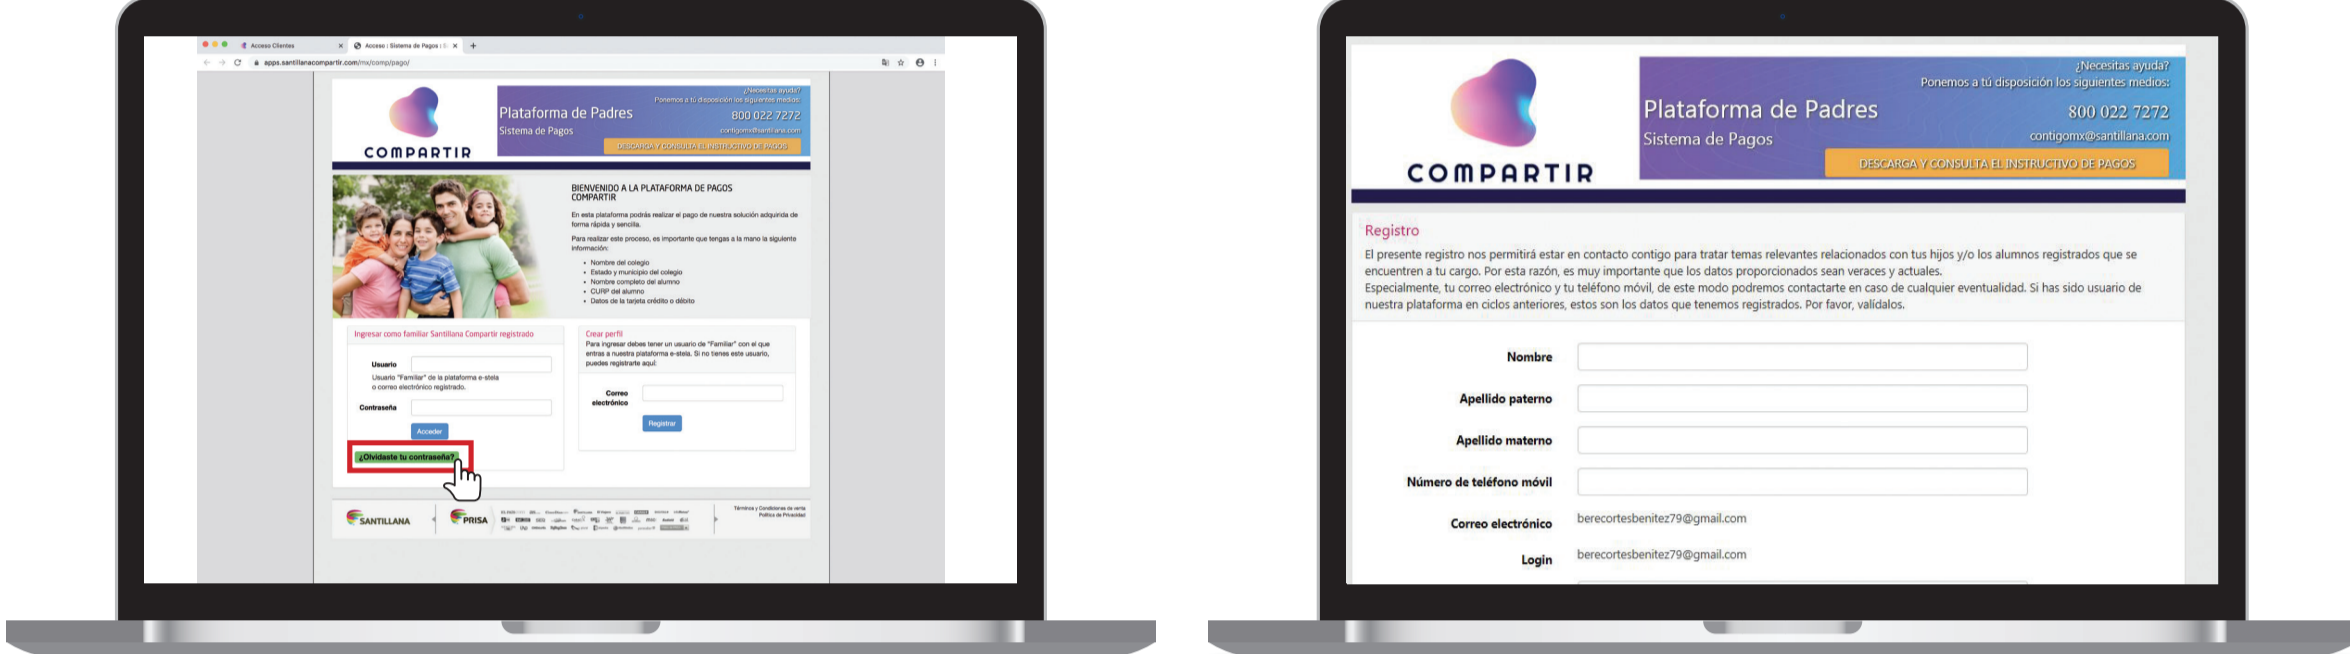 Access Clientes
Acceso : Sistema de Pagos : S
apps.santillanacompartir.com/mx/comp/pago/
COMPARTIR
Plataforma de Padres
Sistema de Pagos
¿Necesitas ayuda?
Ponemos a tú disposición los siguientes medios:
800 022 7272
contigomx@santillana.com
DESCARGA Y CONSULTA EL INSTRUCTIVO DE PAGOS
BIENVENIDO A LA PLATAFORMA DE PAGOS
COMPARTIR
En esta plataforma podrás realizar el pago de nuestra solución adquirida de
forma rápida y sencilla.
Para realizar este proceso, es importante que tengas a la mano la siguiente
información:
• Nombre del colegio
• Estado y municipio del colegio
• Nombre completo del alumno
• CURP del alumno
• Datos de la tarjeta crédito o débito
Ingresar como familiar Santillana Compartir registrado
Usuario
Usuario "Familiar" de la plataforma e-stela
o correo electrónico registrado.
Contraseña
Acceder
¿Olvidaste tu contraseña?
Crear perfil
Para ingresar debes tener un usuario de "Familiar" con el que
entras a nuestra plataforma e-stela. Si no tienes este usuario,
puedes registrarte aquí:
Correo
electrónico
Registrar
SANTILLANA
PRISA
Términos y Condiciones de venta
Política de Privacidad
COMPARTIR
Plataforma de Padres
Sistema de Pagos
¿Necesitas ayuda?
Ponemos a tú disposición los siguientes medios:
800 022 7272
contigomx@santillana.com
DESCARGA Y CONSULTA EL INSTRUCTIVO DE PAGOS
Registro
El presente registro nos permitirá estar en contacto contigo para tratar temas relevantes relacionados con tus hijos y/o los alumnos registrados que se
encuentren a tu cargo. Por esta razón, es muy importante que los datos proporcionados sean veraces y actuales.
Especialmente, tu correo electrónico y tu teléfono móvil, de este modo podremos contactarte en caso de cualquier eventualidad. Si has sido usuario de
nuestra plataforma en ciclos anteriores, estos son los datos que tenemos registrados. Por favor, valídalos.
Nombre
Apellido paterno
Apellido materno
Número de teléfono móvil
Correo electrónico berecortesbenitez79@gmail.com
Login berecortesbenitez79@gmail.com